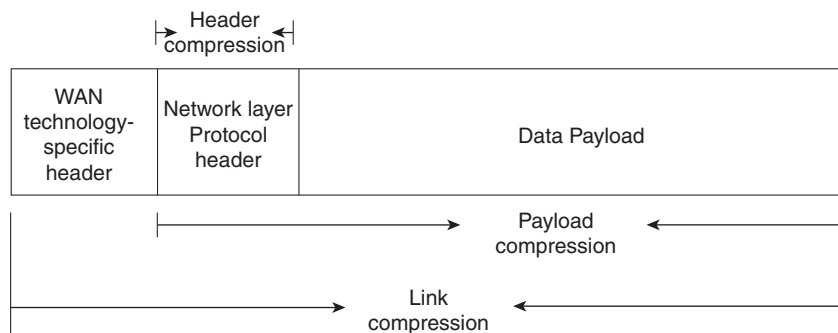 Header
compression
WAN
technology-
specific
header
Network layer
Protocol
header
Data Payload
Payload
compression
Link
compression